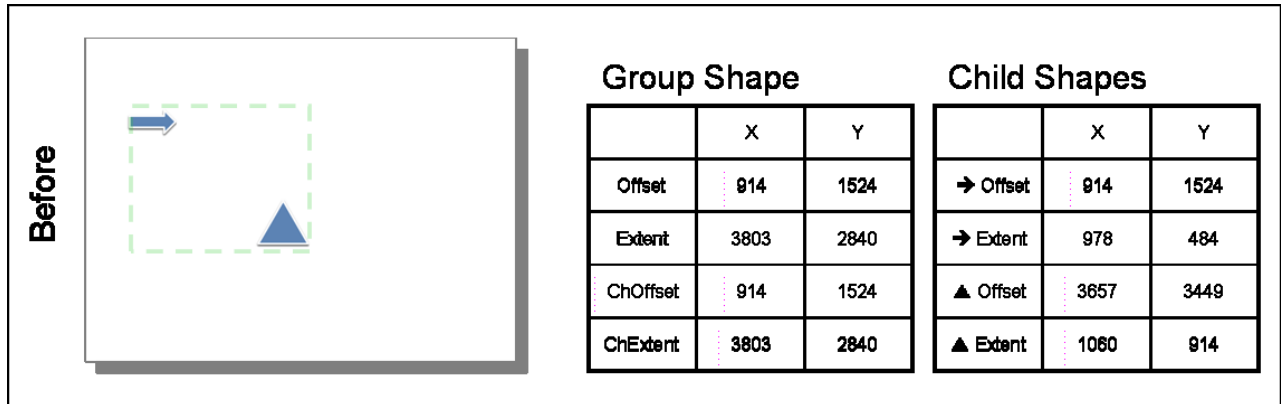 Before
Group Shape
X Y
Offset 914 1524
Extent 3803 2840
ChOffset 914 1524
ChExtent 3803 2840
Child Shapes
X Y
➔ Offset 914 1524
➔ Extent 978 484
▲ Offset 3657 3449
▲ Extent 1060 914